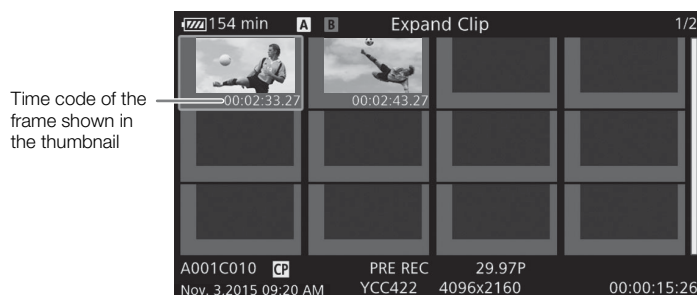 154 min A B Expand Clip 1/2
Time code of the
frame shown in
the thumbnail
00:02:33.27 00:02:43.27
A001C010 CP PRE REC 29.97P
Nov. 3.2015 09:20 AM YCC422 4096x2160 00:00:15:26